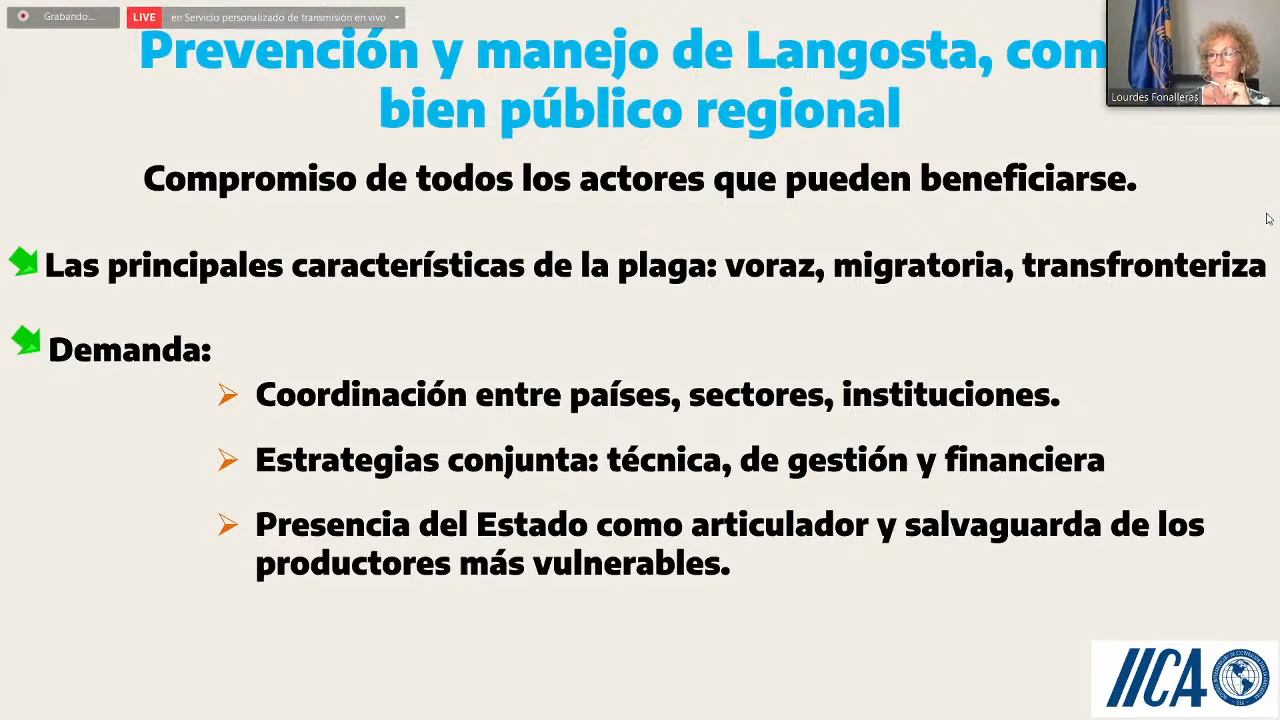 Grabando...
LIVE en Servicio personalizado de transmisión en vivo
Prevención y manejo de Langosta, com
bien público regional
Lourdes Fonalleras
Compromiso de todos los actores que pueden beneficiarse.
Las principales características de la plaga: voraz, migratoria, transfronteriza
Demanda:
Coordinación entre países, sectores, instituciones.
Estrategias conjunta: técnica, de gestión y financiera
Presencia del Estado como articulador y salvaguarda de los
productores más vulnerables.
IICA